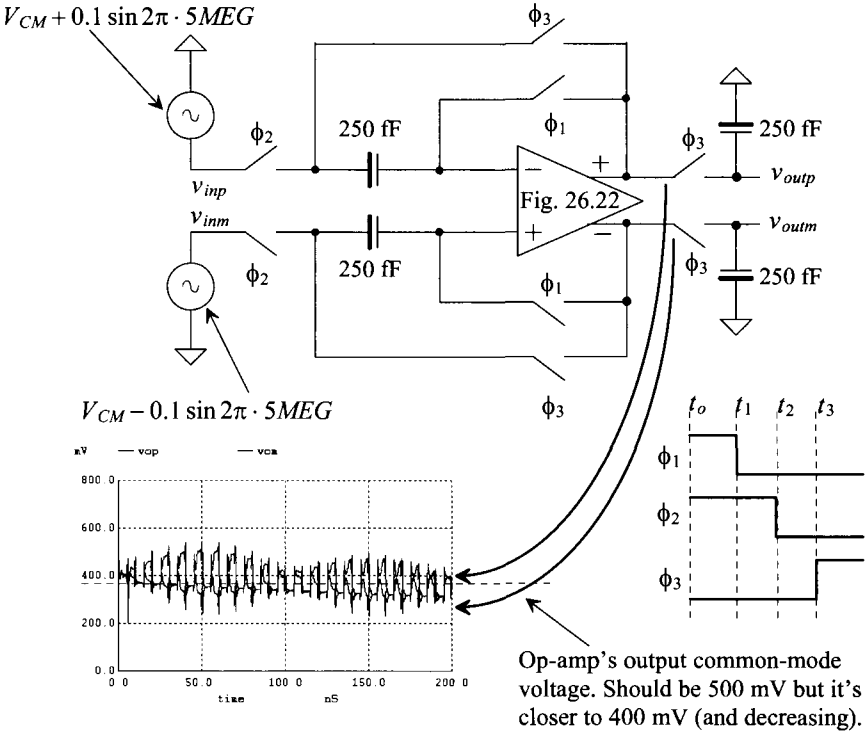 V_CM + 0.1 sin 2π · 5MEG
ϕ3
ϕ2
250 fF
ϕ1
ϕ3
250 fF
v_inp
v_inm
Fig. 26.22
v_outp
v_outm
ϕ2
250 fF
ϕ1
ϕ3
250 fF
ϕ3
V_CM − 0.1 sin 2π · 5MEG
mV — vop — vcm
800.0
600.0
400.0
200.0
0.0
0 0 50.0 100 0 150.0 200 0
time nS
t_o t_1 t_2 t_3
ϕ1
ϕ2
ϕ3
− +
+ −
Op-amp's output common-mode
voltage. Should be 500 mV but it's
closer to 400 mV (and decreasing).